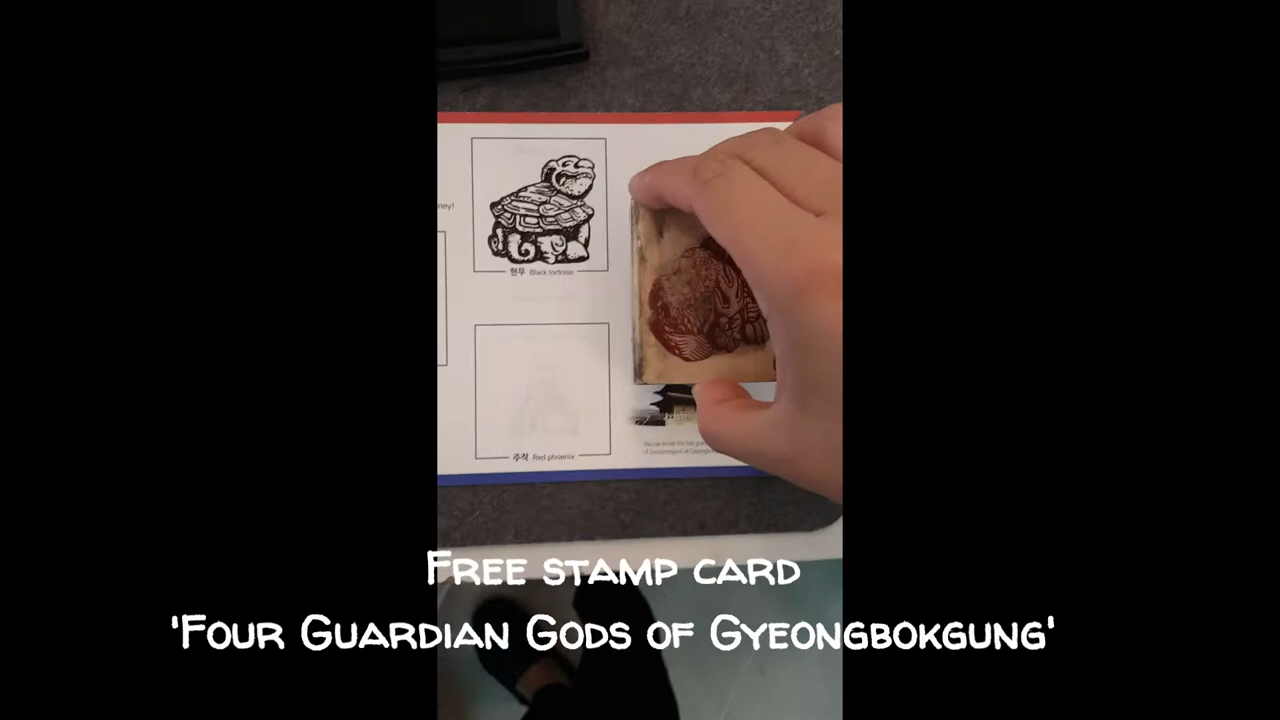 ney!
현무 Black tortoise
주작 Red phoenix
Free stamp card
'Four Guardian Gods of Gyeongbokgung'